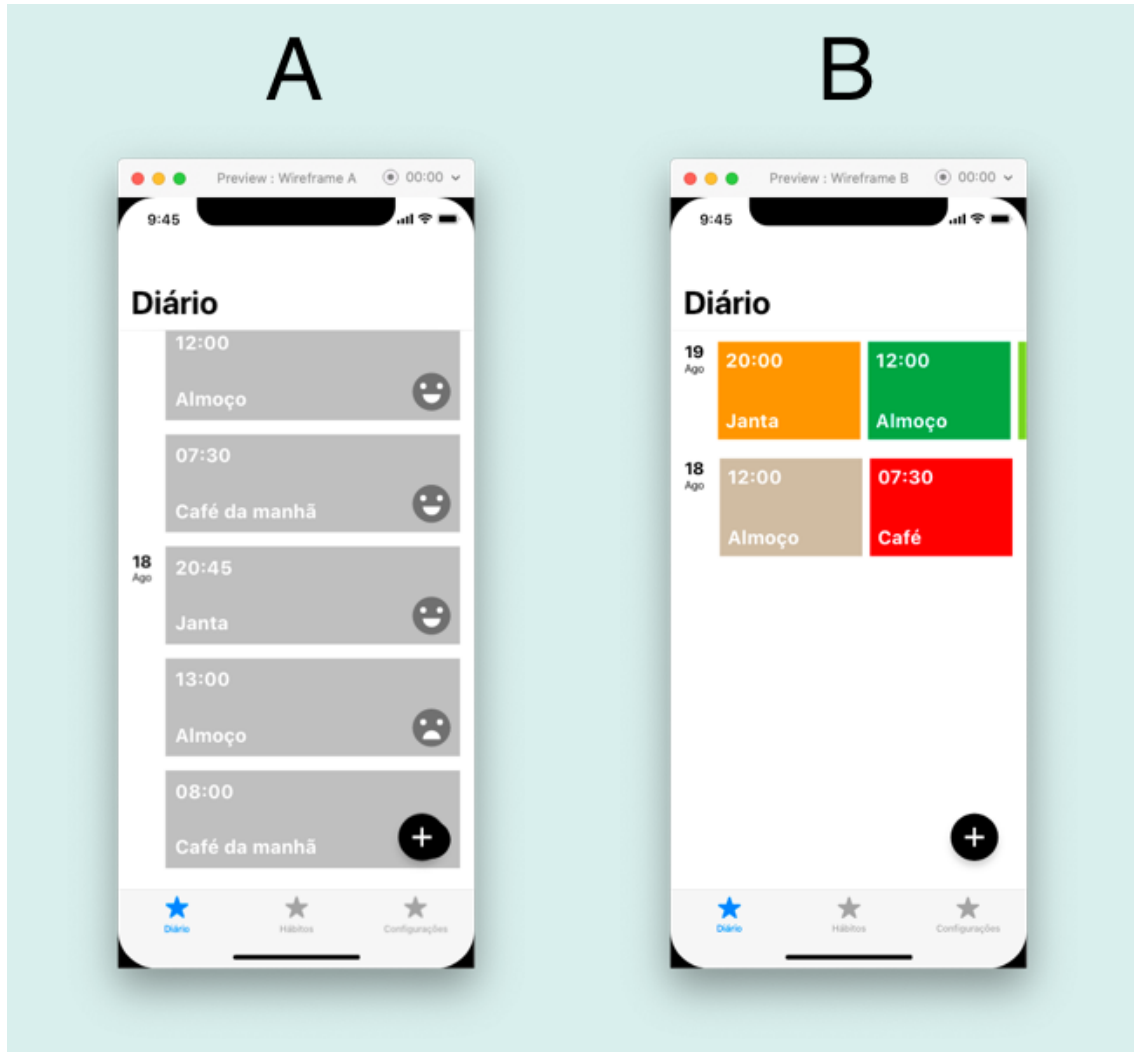 A
Preview : Wireframe A
00:00
9:45
Diário
12:00
Almoço
07:30
Café da manhã
18
Ago
20:45
Janta
13:00
Almoço
08:00
Café da manhã
+
Diário
Hábitos
Configurações
B
Preview : Wireframe B
00:00
9:45
Diário
19
Ago
20:00
12:00
Janta
Almoço
18
Ago
12:00
07:30
Almoço
Café
+
Diário
Hábitos
Configurações